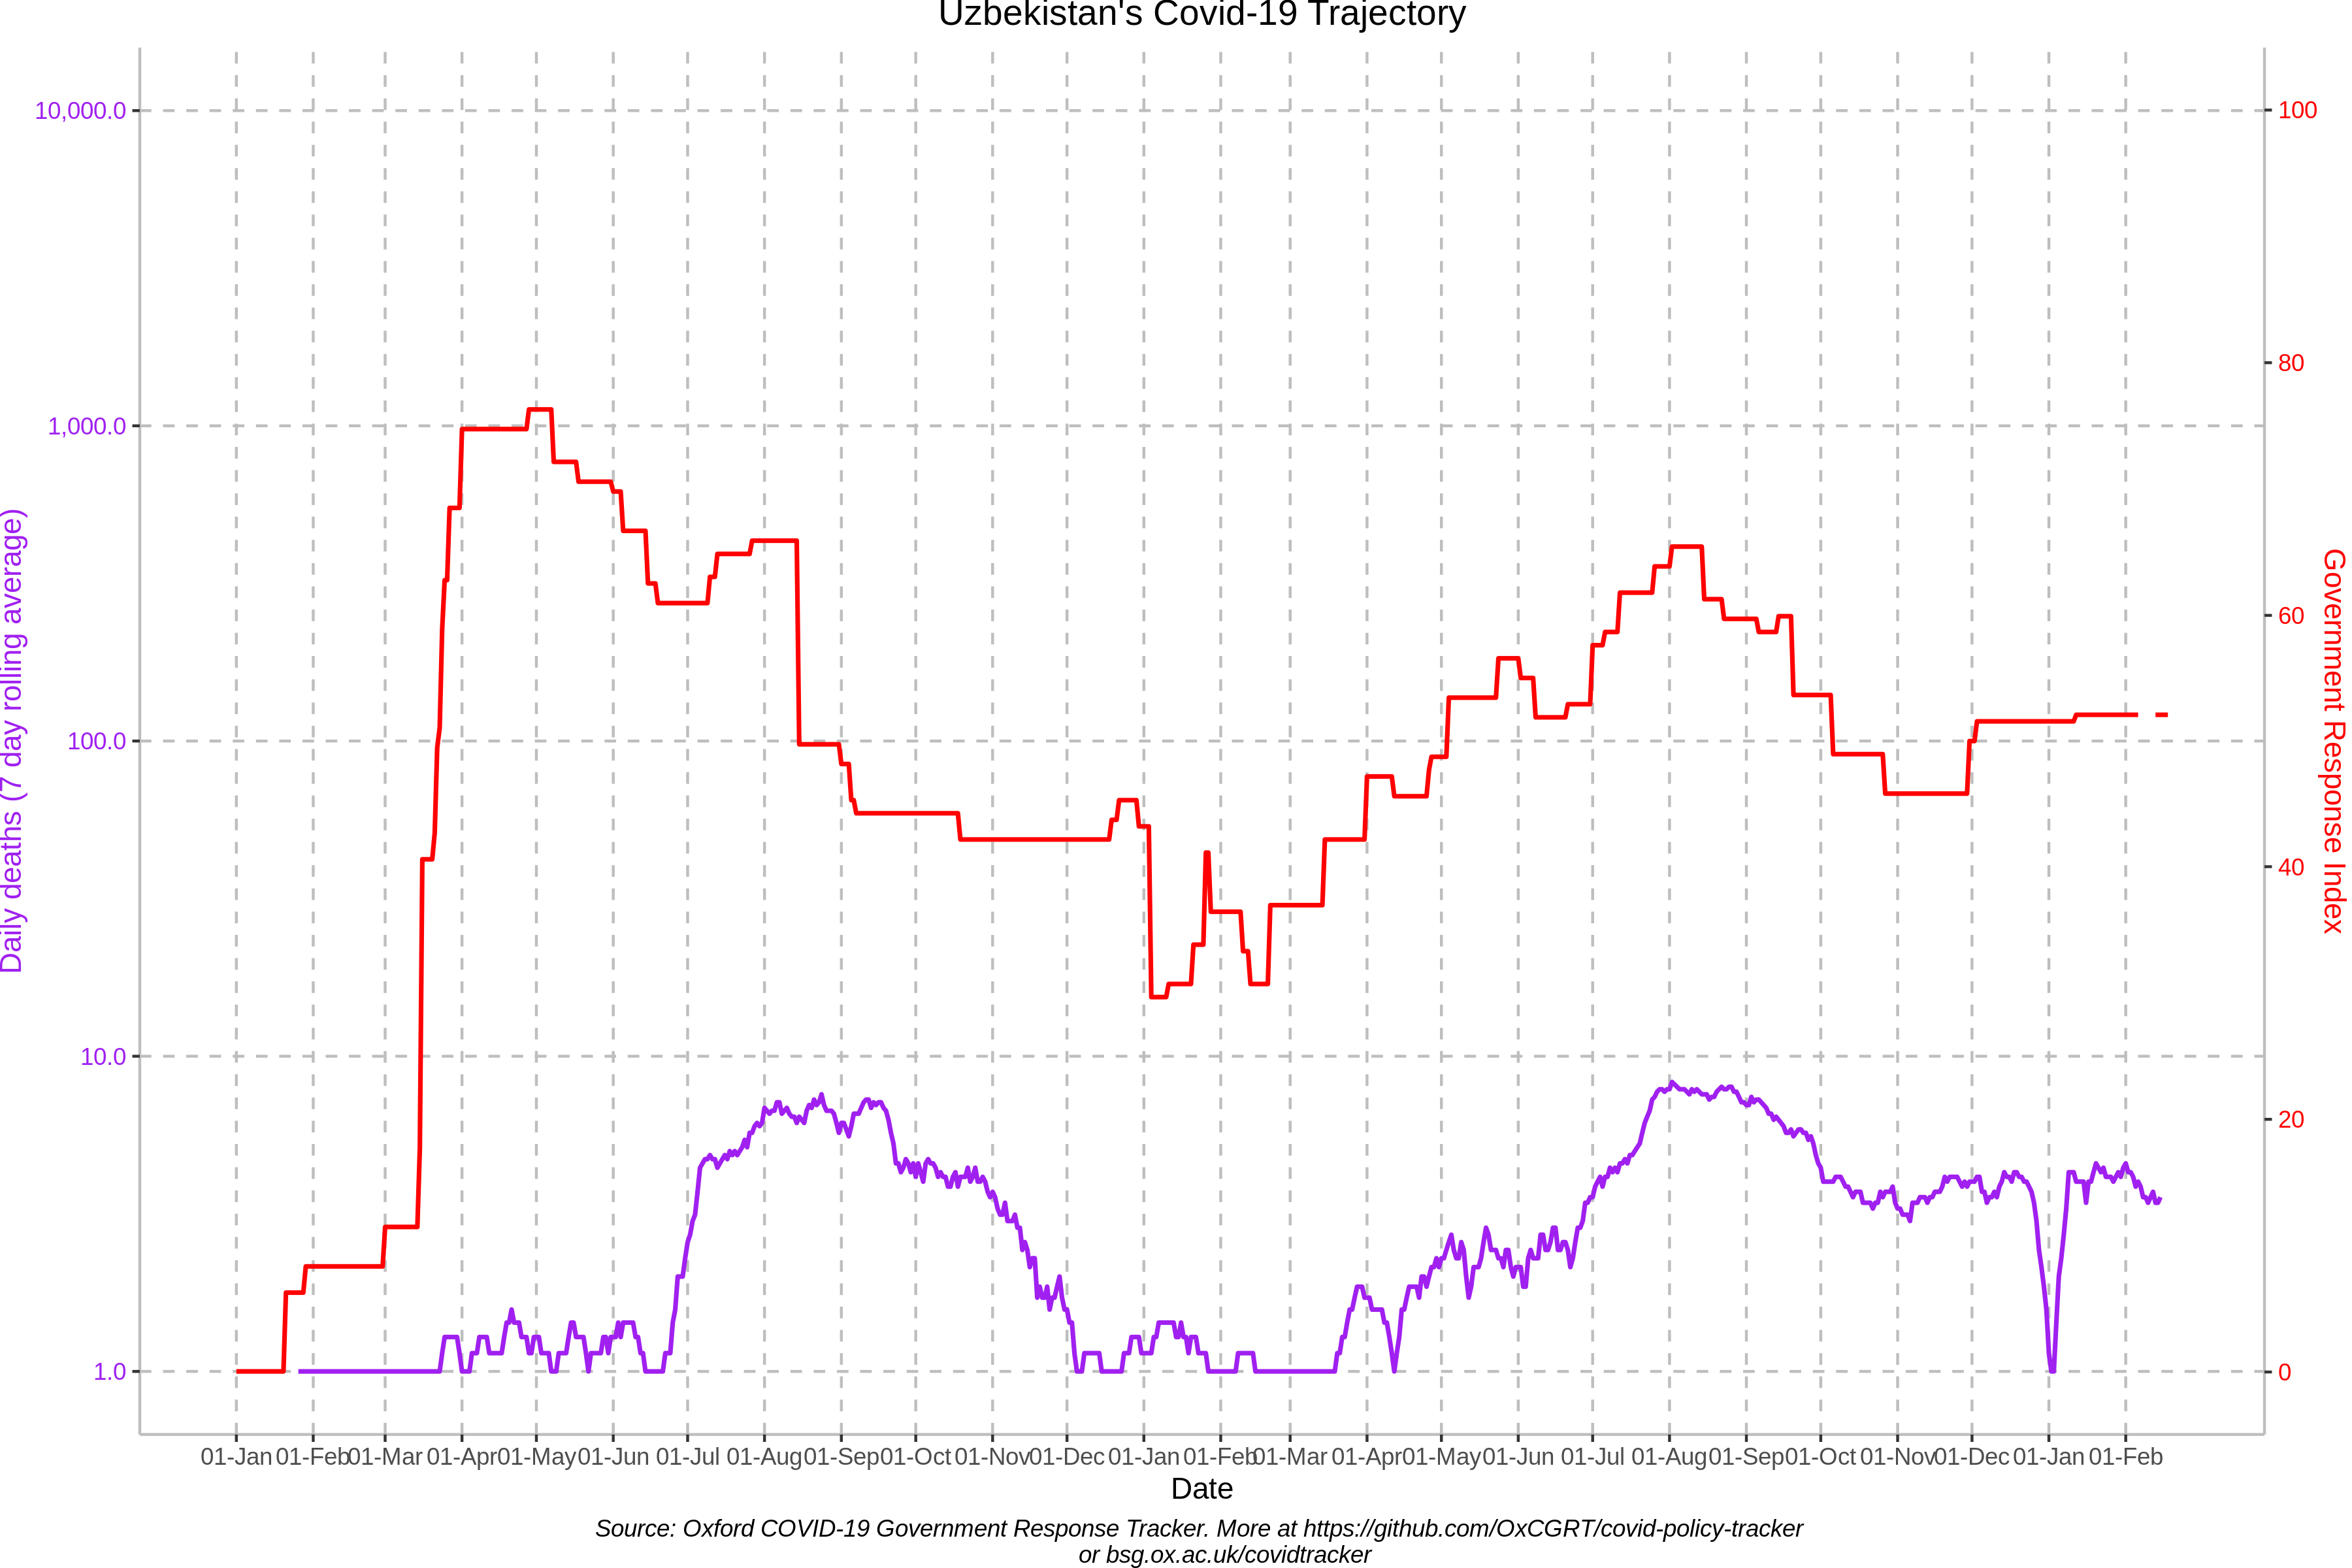 Uzbekistan's Covid-19 Trajectory
10,000.0
1,000.0
100.0
10.0
1.0
Daily deaths (7 day rolling average)
100
80
60
40
20
0
Government Response Index
01-Jan 01-Feb 01-Mar 01-Apr 01-May 01-Jun 01-Jul 01-Aug 01-Sep 01-Oct 01-Nov 01-Dec 01-Jan 01-Feb 01-Mar 01-Apr 01-May 01-Jun 01-Jul 01-Aug 01-Sep 01-Oct 01-Nov 01-Dec 01-Jan 01-Feb
Date
Source: Oxford COVID-19 Government Response Tracker. More at https://github.com/OxCGRT/covid-policy-tracker
or bsg.ox.ac.uk/covidtracker